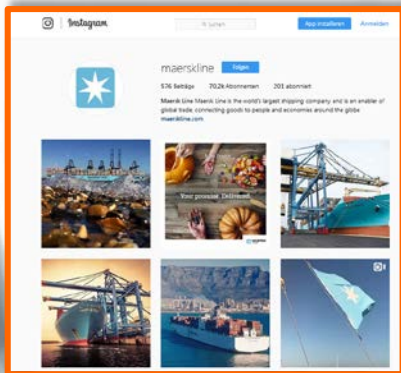 Instagram
Suchen
App installieren
Anmelden
maerskline
Folgen
576 Beiträge 70,2k Abonnenten 201 abonniert
Maersk Line Maersk Line is the world's largest shipping company and is an enabler of
global trade: connecting goods to people and economies around the globe
maerskline.com
Your promise. Delivered.